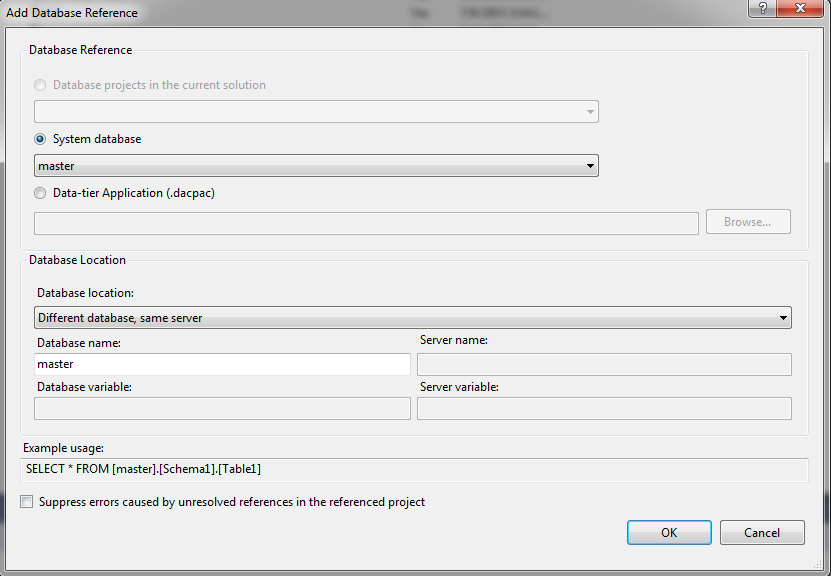 Add Database Reference
Database Reference
Database projects in the current solution
System database
master
Data-tier Application (.dacpac)
Browse...
Database Location
Database location:
Different database, same server
Database name:
Server name:
master
Database variable:
Server variable:
Example usage:
SELECT * FROM [master].[Schema1].[Table1]
Suppress errors caused by unresolved references in the referenced project
OK
Cancel